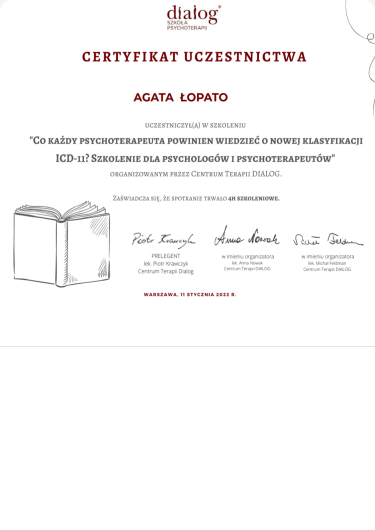 dialog®
SZKOŁA
PSYCHOTERAPII
CERTYFIKAT UCZESTNICTWA
AGATA ŁOPATO
UCZESTNICZYŁ(A) W SZKOLENIU
"CO KAŻDY PSYCHOTERAPEUTA POWINIEN WIEDZIEĆ O NOWEJ KLASYFIKACJI
ICD-11? SZKOLENIE DLA PSYCHOLOGÓW I PSYCHOTERAPEUTÓW"
ORGANIZOWANYM PRZEZ CENTRUM TERAPII DIALOG.
ZAŚWIADCZA SIĘ, ŻE SPOTKANIE TRWAŁO 4H SZKOLENIOWE.
Piotr Krawczyk Anna Nowak
PRELEGENT w imieniu organizatora w imieniu organizatora
lek. Piotr Krawczyk lek. Anna Nowak lek. Michał Feldman
Centrum Terapii Dialog Centrum Terapii DIALOG Centrum Terapii DIALOG
WARSZAWA, 11 STYCZNIA 2022 R.